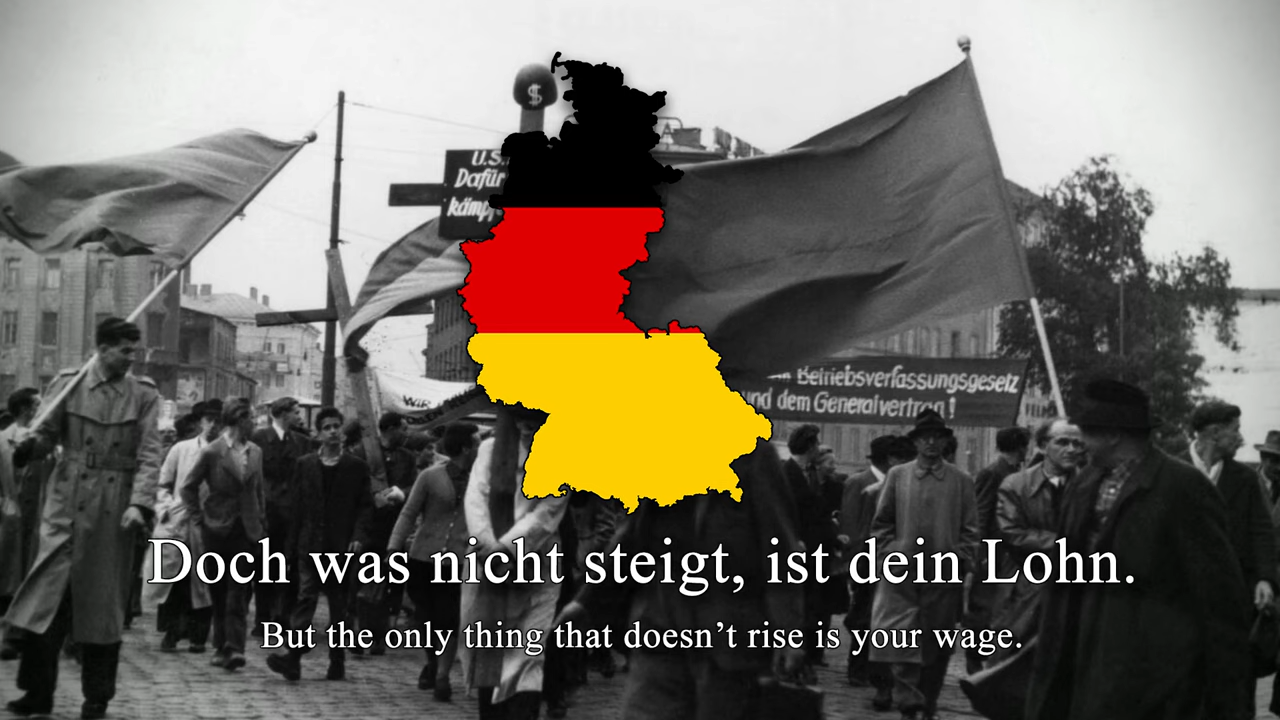 $
U.S.
Dafür
Betriebsverfassungsgesetz
und dem Generalvertrag!
Doch was nicht steigt, ist dein Lohn.
But the only thing that doesn't rise is your wage.